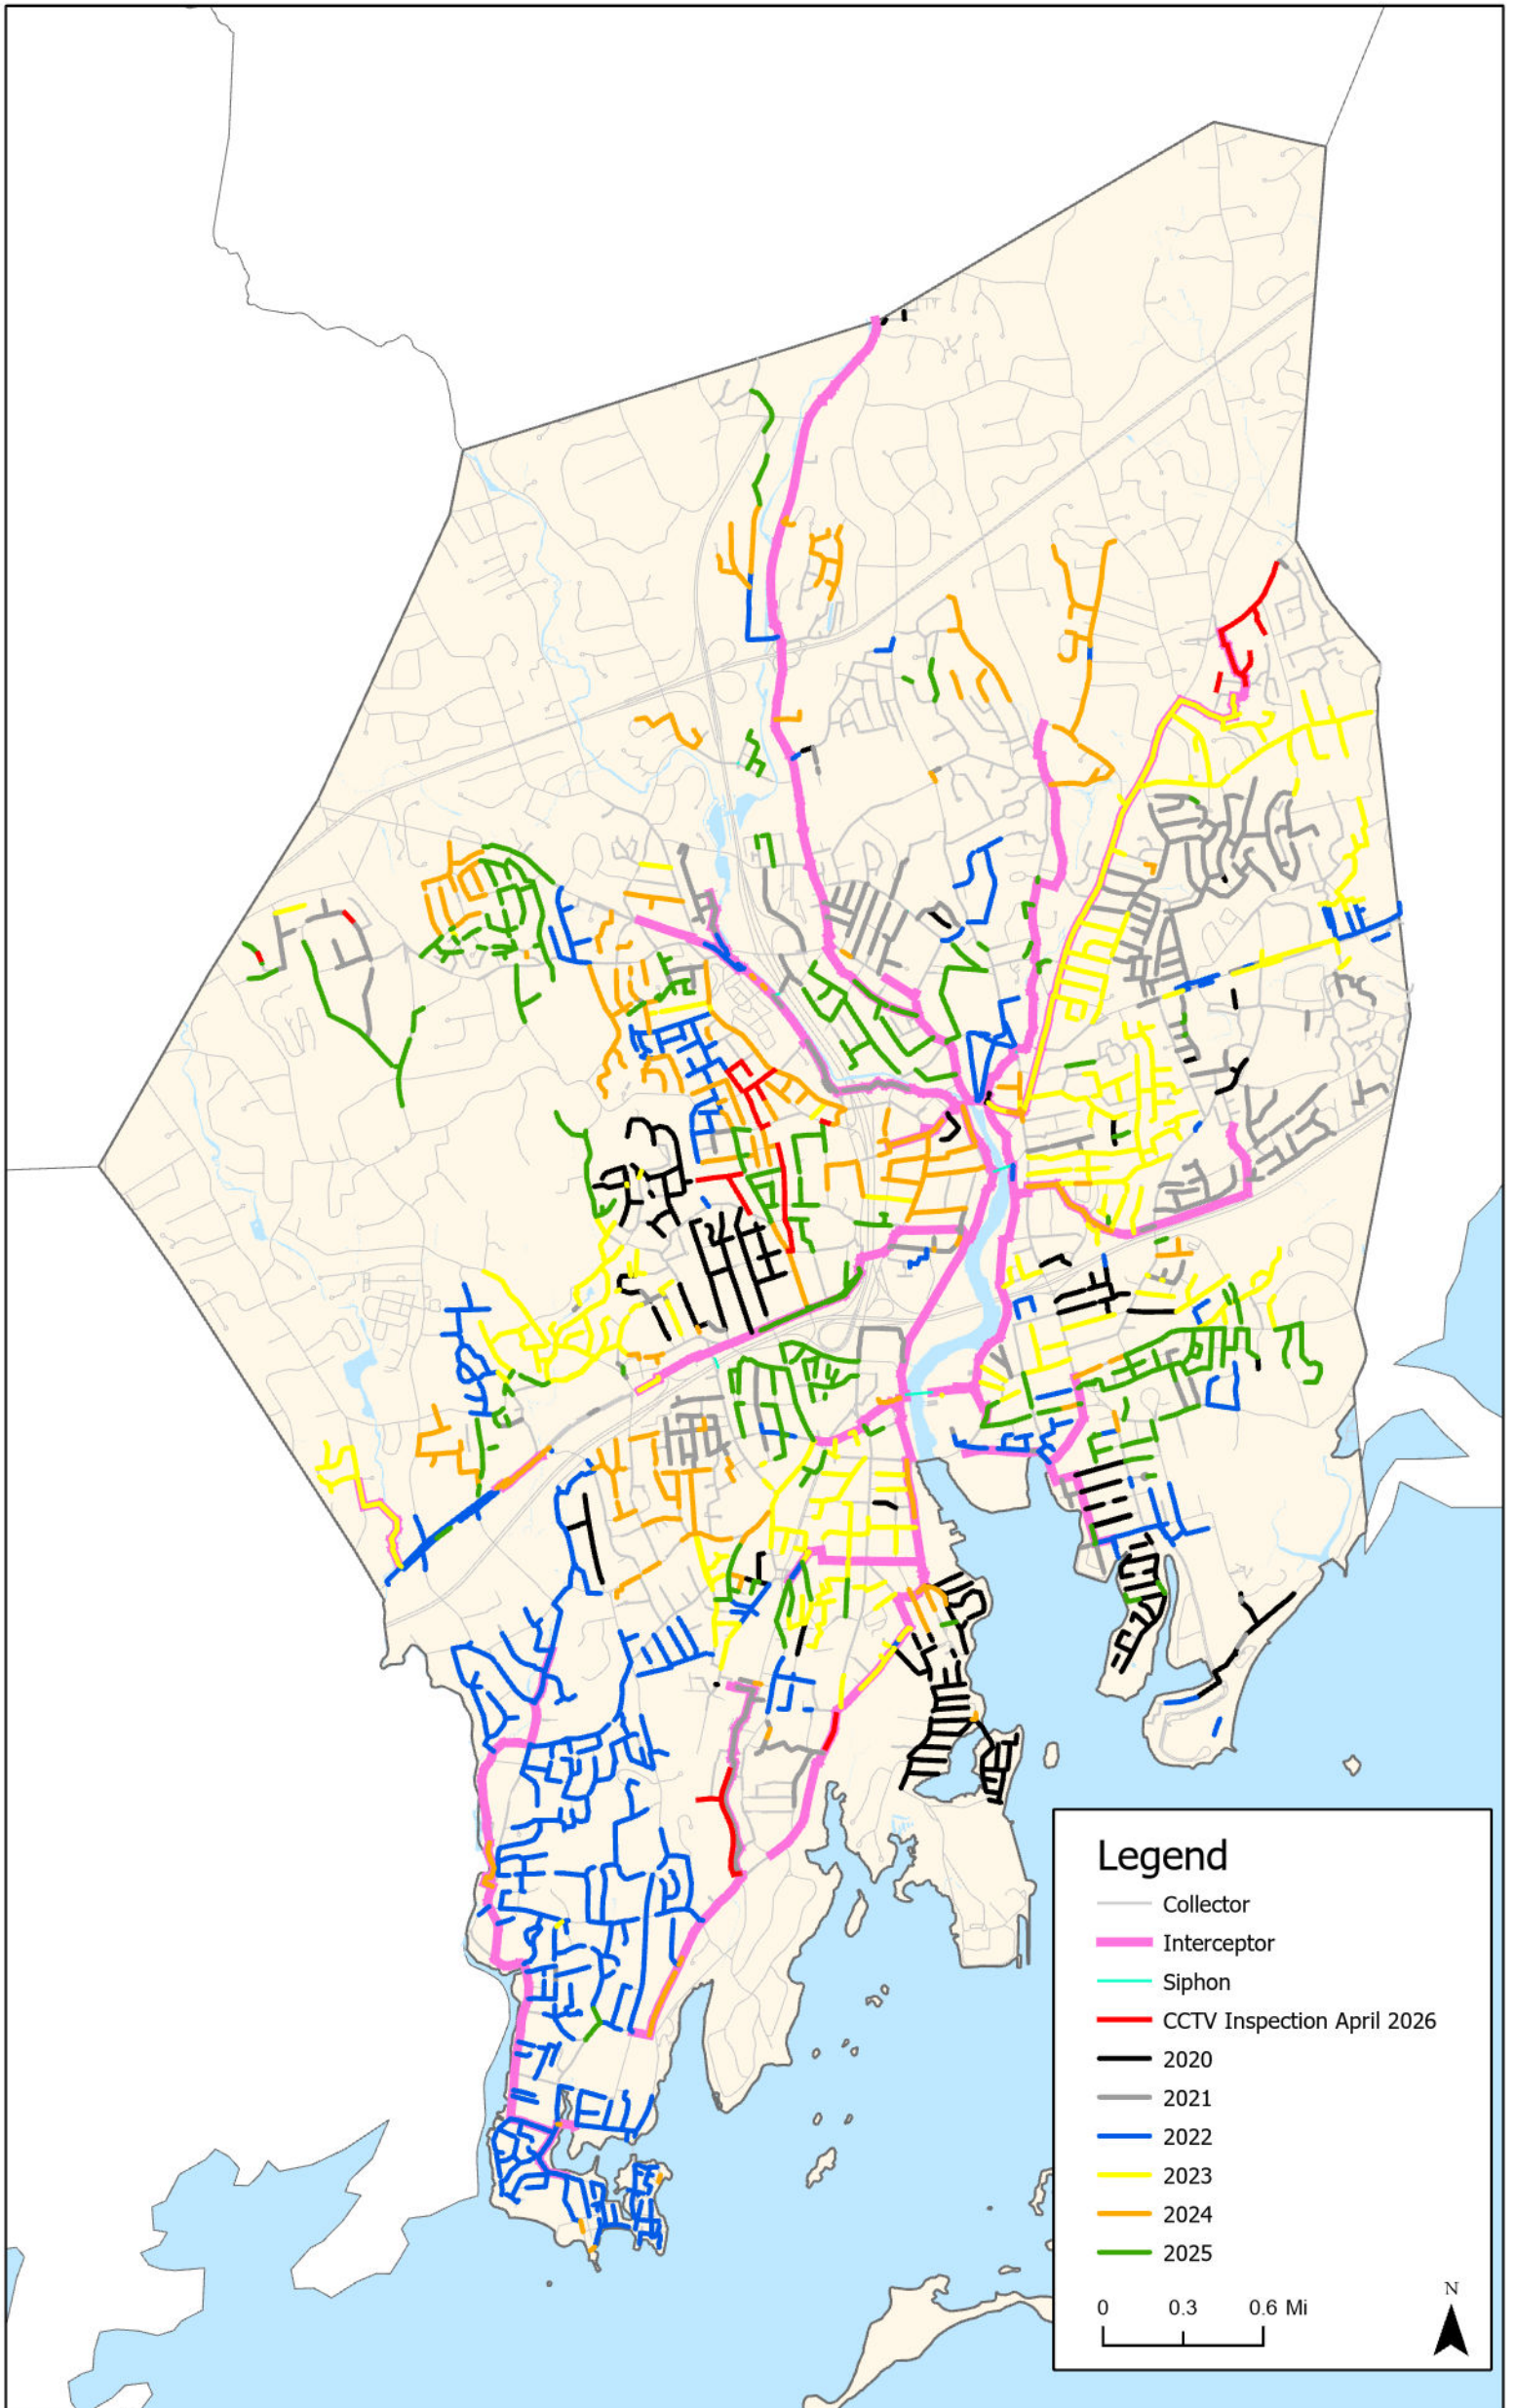 Legend
Collector
Interceptor
Siphon
CCTV Inspection April 2026
2020
2021
2022
2023
2024
2025
0 0.3 0.6 Mi
N